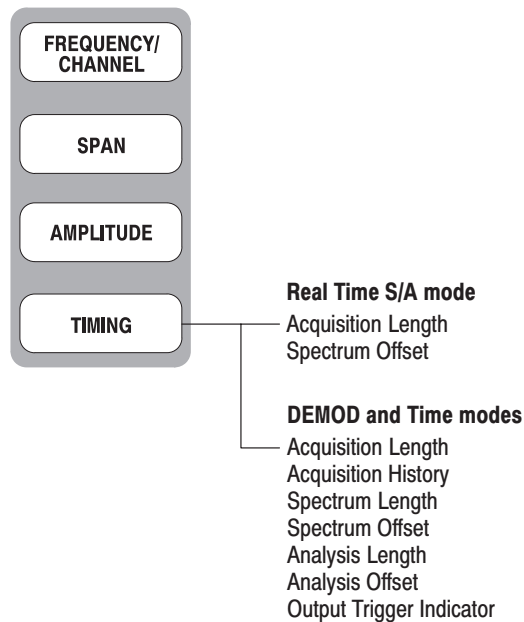 FREQUENCY/
CHANNEL
SPAN
AMPLITUDE
TIMING
Real Time S/A mode
Acquisition Length
Spectrum Offset
DEMOD and Time modes
Acquisition Length
Acquisition History
Spectrum Length
Spectrum Offset
Analysis Length
Analysis Offset
Output Trigger Indicator